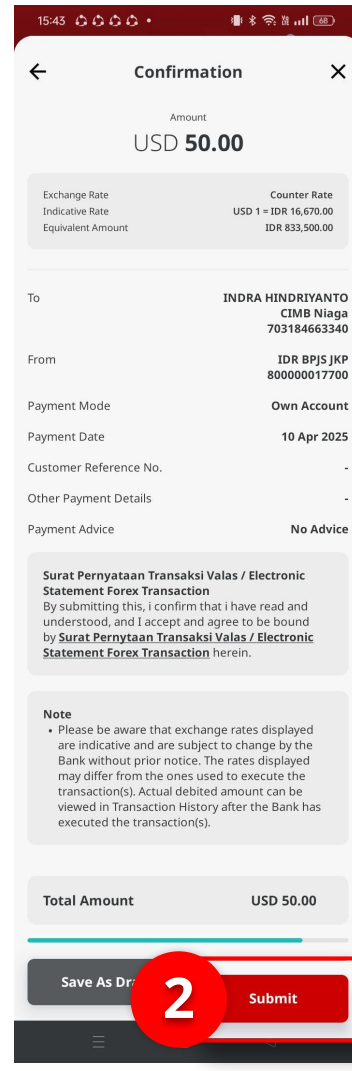 15:43 68
Confirmation
Amount
USD 50.00
Exchange Rate Counter Rate
Indicative Rate USD 1 = IDR 16,670.00
Equivalent Amount IDR 833,500.00
To INDRA HINDRIYANTO
CIMB Niaga
703184663340
From IDR BPJS JKP
800000017700
Payment Mode Own Account
Payment Date 10 Apr 2025
Customer Reference No. -
Other Payment Details -
Payment Advice No Advice
Surat Pernyataan Transaksi Valas / Electronic
Statement Forex Transaction
By submitting this, i confirm that i have read and
understood, and I accept and agree to be bound
by Surat Pernytaan Transaksi Valas / Electronic
Statement Forex Transaction herein.
Note
• Please be aware that exchange rates displayed
are indicative and are subject to change by the
Bank without prior notice. The rates displayed
may differ from the ones used to execute the
transaction(s). Actual debited amount can be
viewed in Transaction History after the Bank has
executed the transaction(s).
Total Amount USD 50.00
Save As Dr
2
Submit